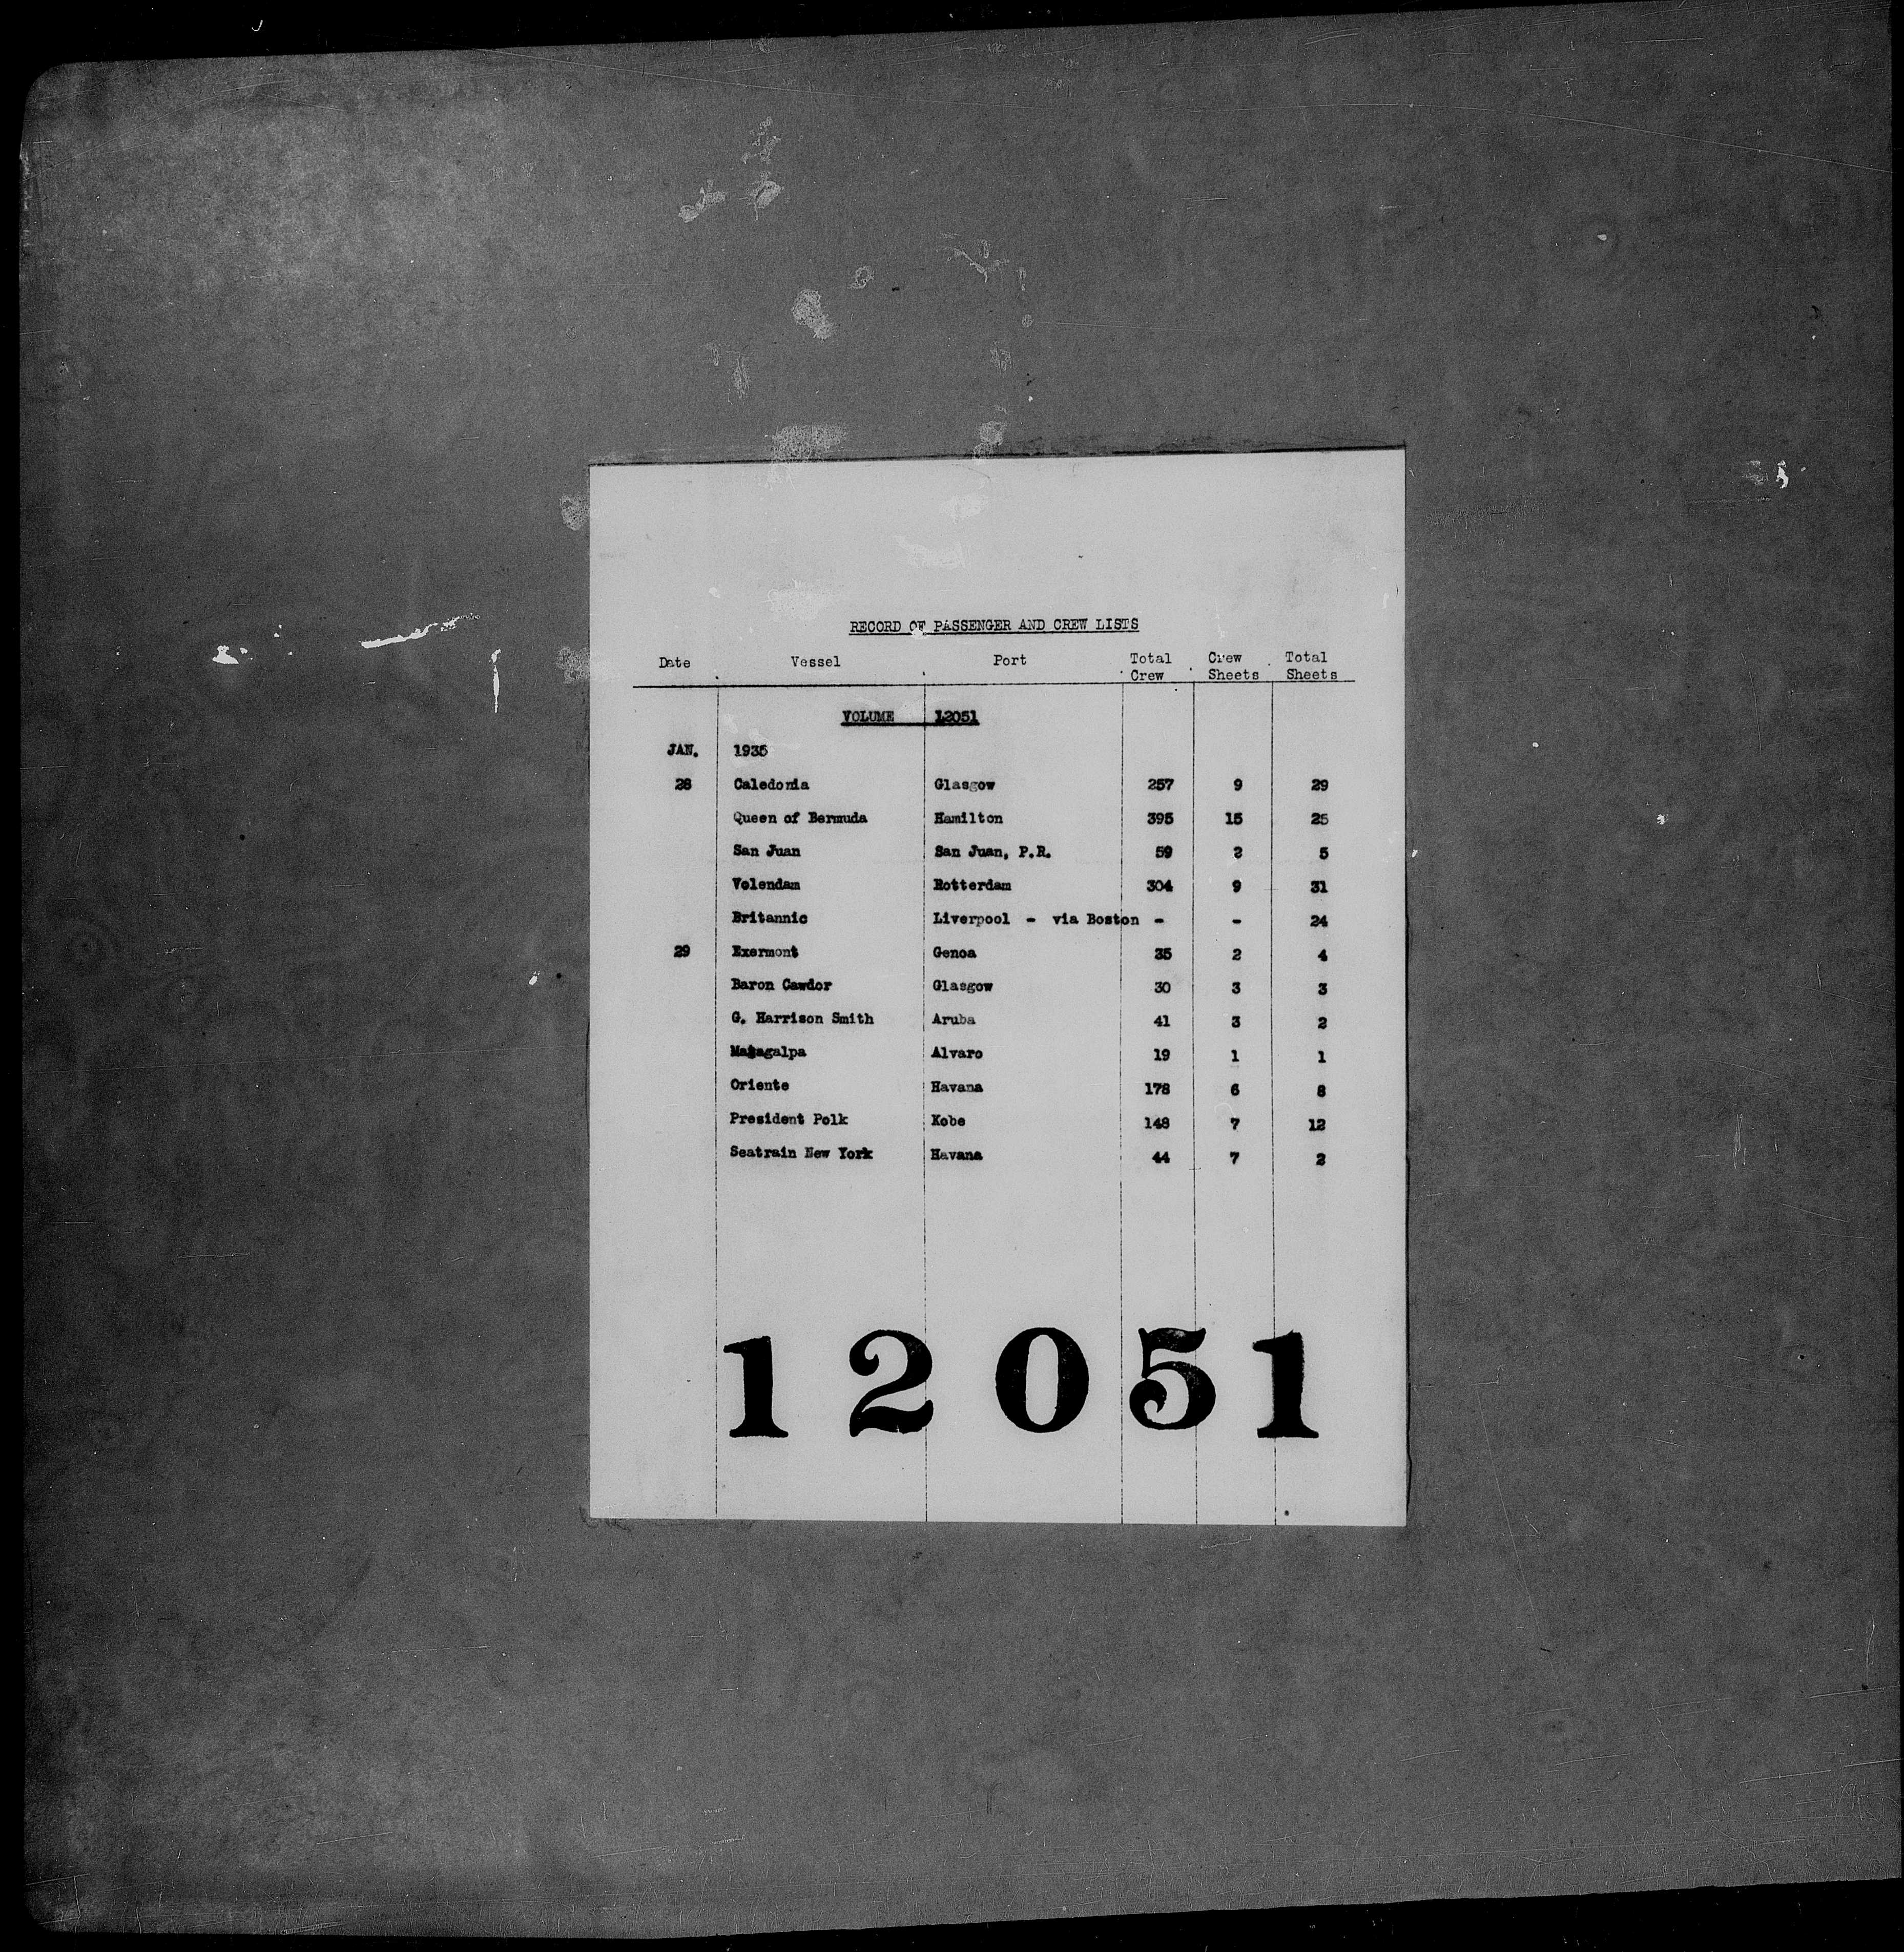 RECORD OF PASSENGER AND CREW LISTS
Date Vessel Port Total Crew Crew Sheets Total Sheets
VOLUME 12051
JAN. 1935
28 Caledonia Glasgow 257 9 29
Queen of Bermuda Hamilton 395 15 25
San Juan San Juan, P.R. 59 2 5
Volendam Rotterdam 304 9 31
Britannic Liverpool - via Boston - - 24
29 Exermont Genoa 35 2 4
Baron Cawdor Glasgow 30 3 3
G. Harrison Smith Aruba 41 3 2
Matagalpa Alvaro 19 1 1
Oriente Havana 178 6 8
President Polk Kobe 148 7 12
Seatrain New York Havana 44 7 2
12051